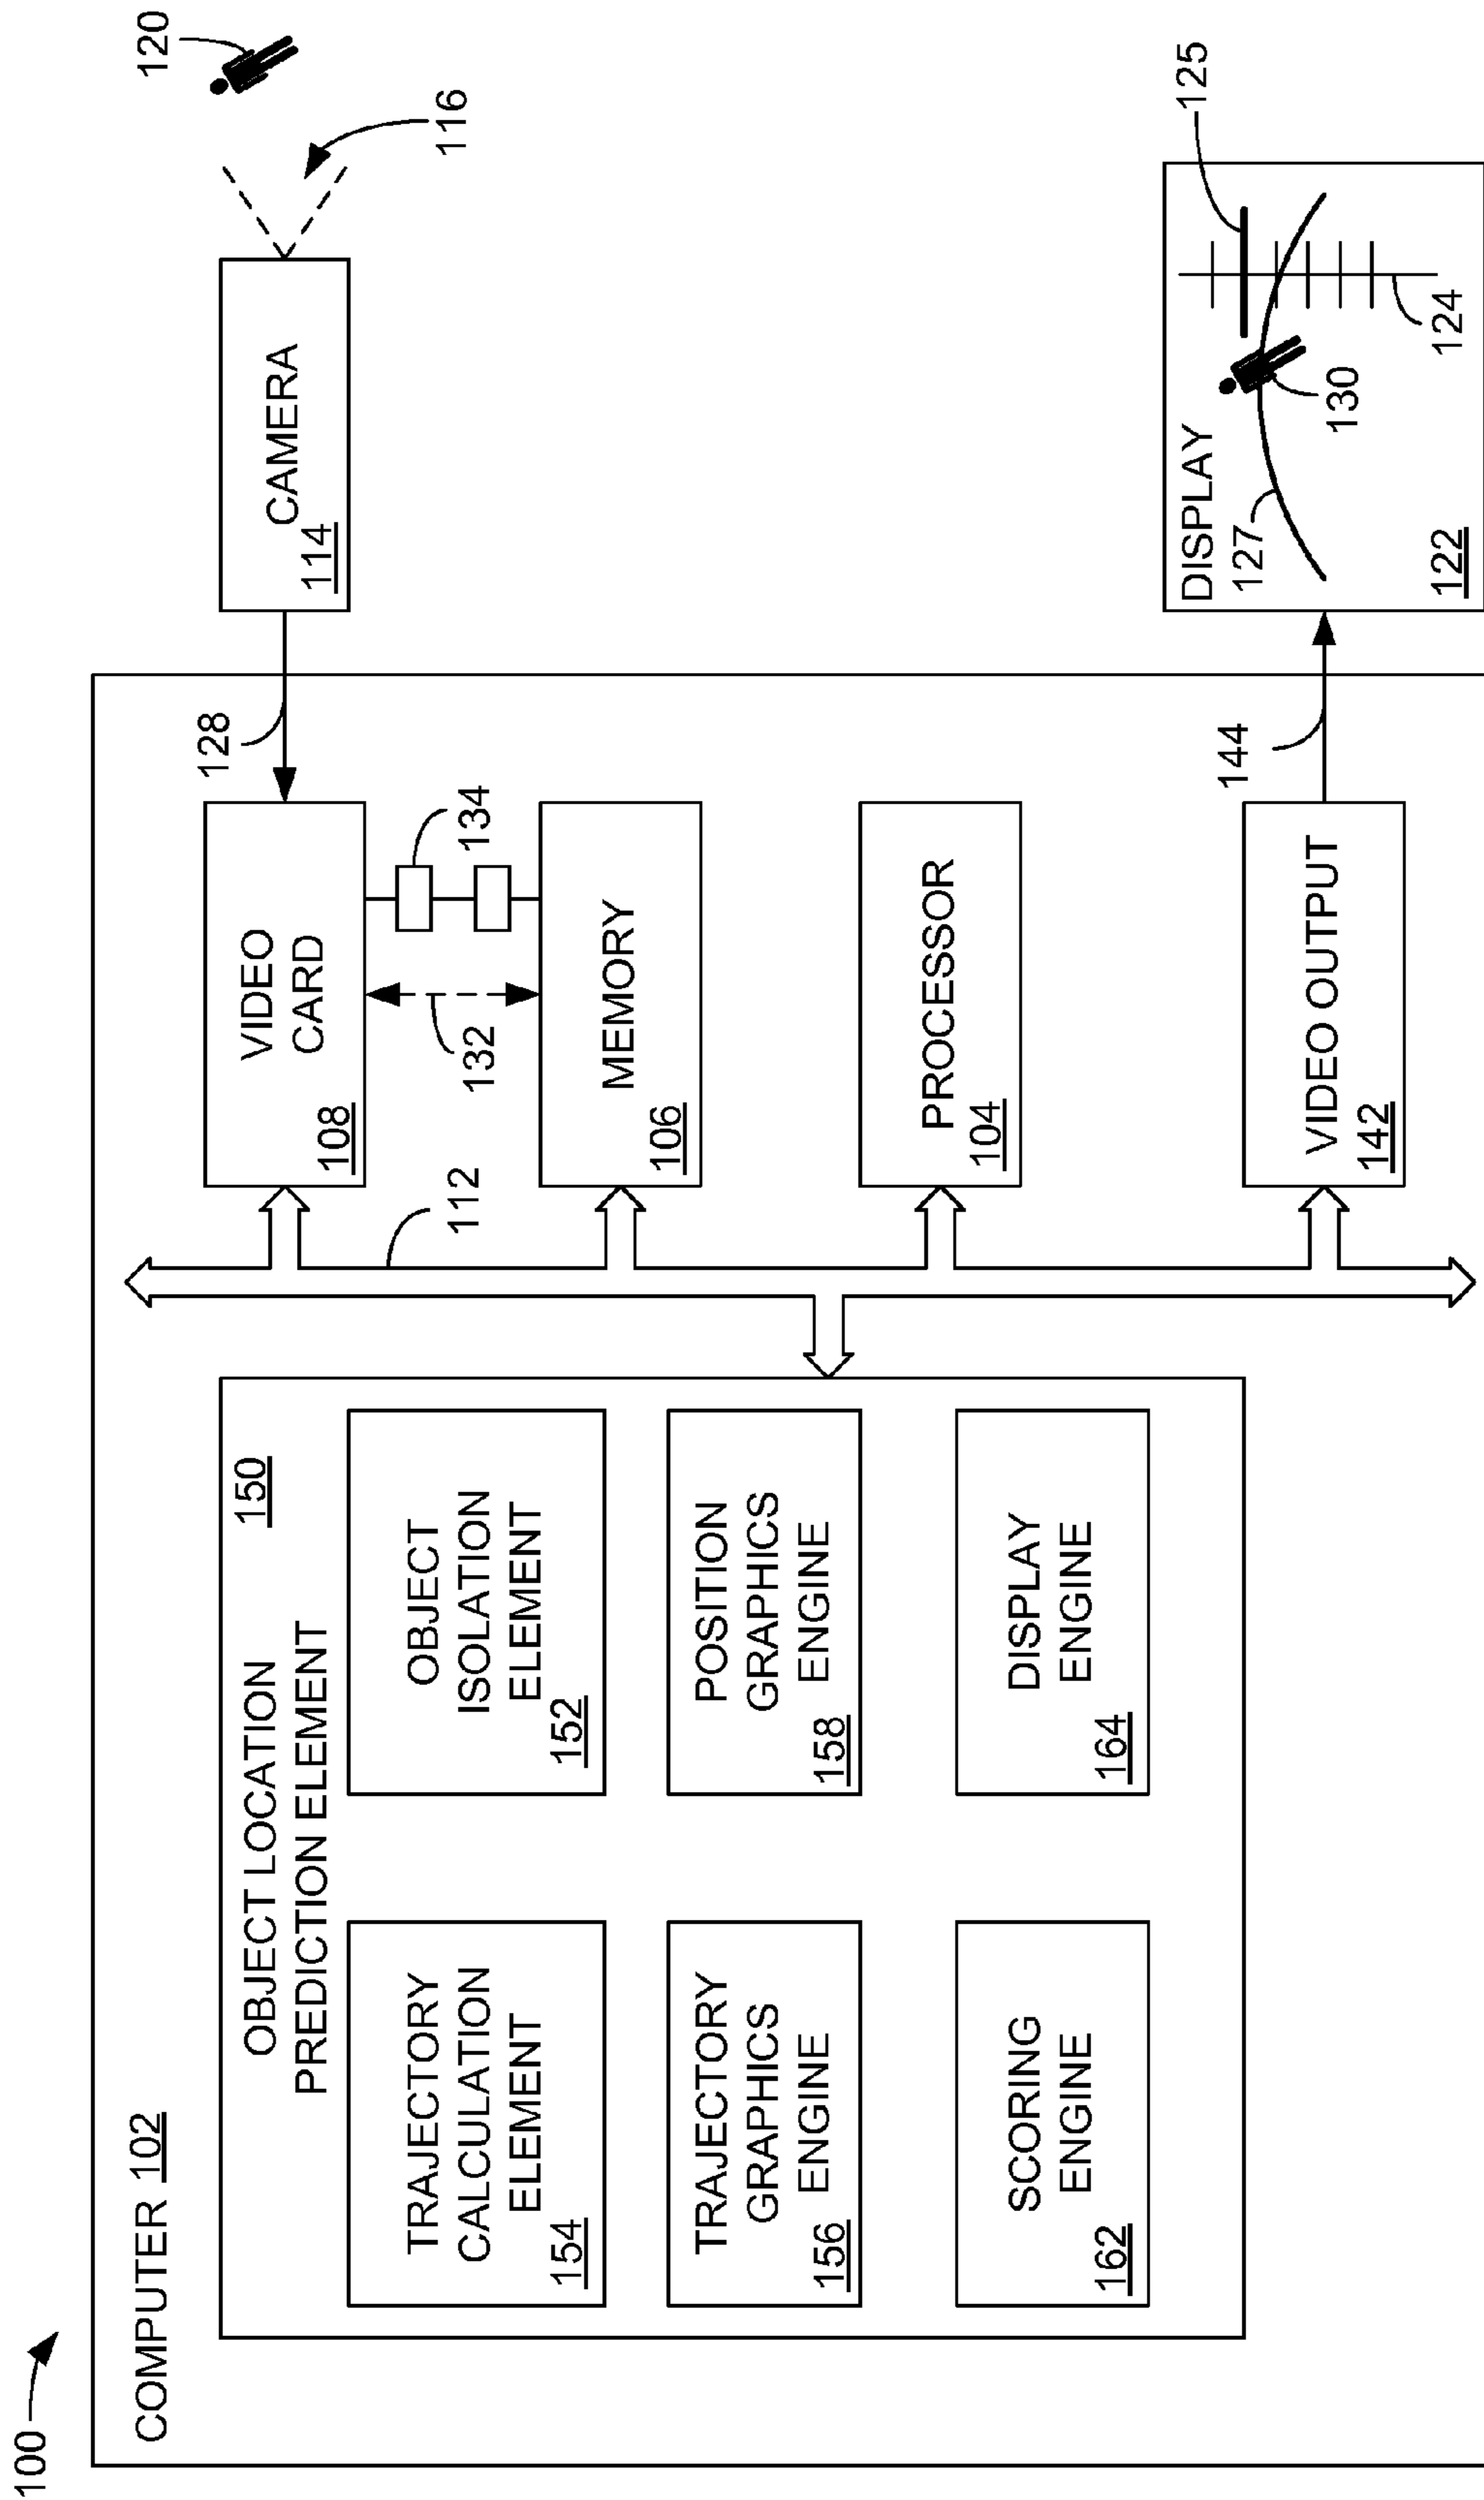 100
COMPUTER 102
OBJECT LOCATION
PREDICTION ELEMENT
150
TRAJECTORY
CALCULATION
ELEMENT
154
OBJECT
ISOLATION
ELEMENT
152
TRAJECTORY
GRAPHICS
ENGINE
156
POSITION
GRAPHICS
ENGINE
158
SCORING
ENGINE
162
DISPLAY
ENGINE
164
112
VIDEO
CARD
108
128
132
134
MEMORY
106
PROCESSOR
104
VIDEO OUTPUT
142
144
CAMERA
114
116
120
DISPLAY
122
127
130
124
125